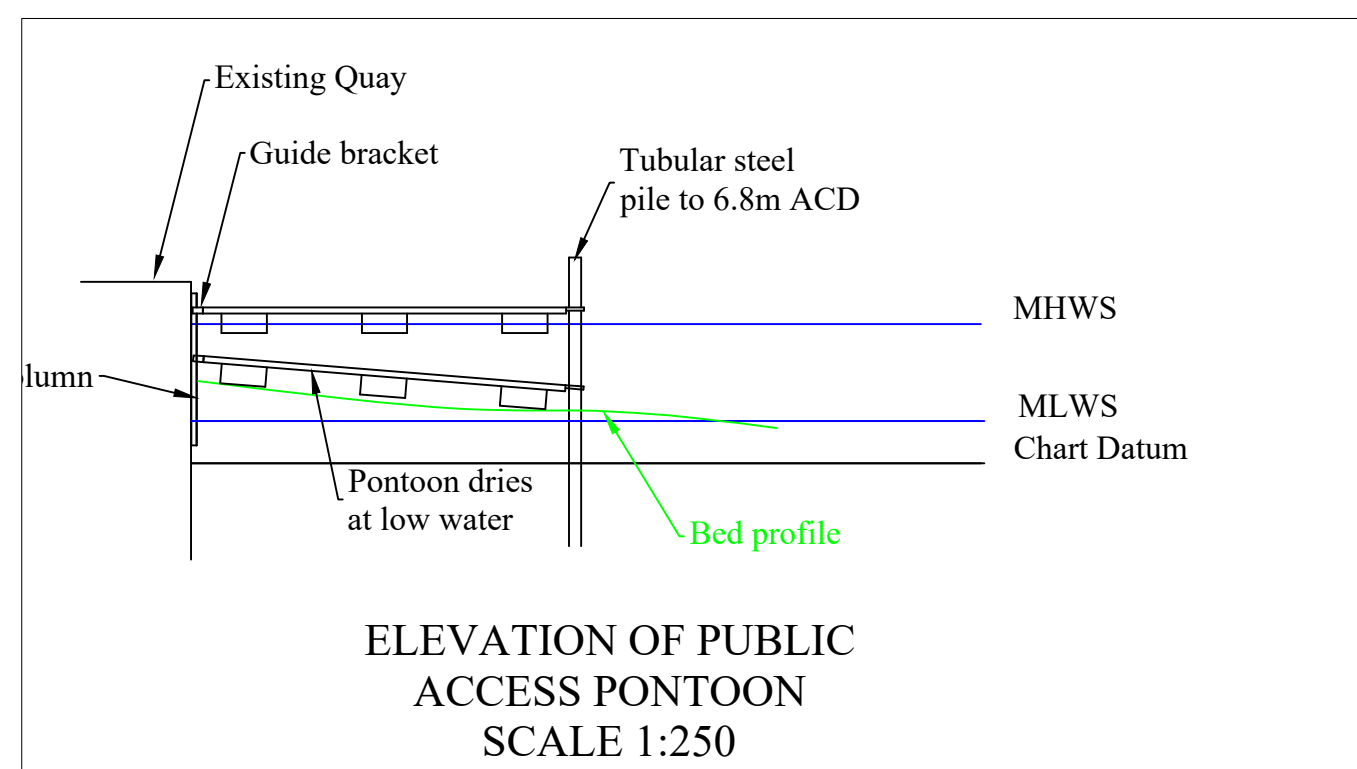 Existing Quay
Guide bracket
Tubular steel
pile to 6.8m ACD
MHWS
lumn
MLWS
Chart Datum
Pontoon dries
at low water
Bed profile
ELEVATION OF PUBLIC
ACCESS PONTOON
SCALE 1:250